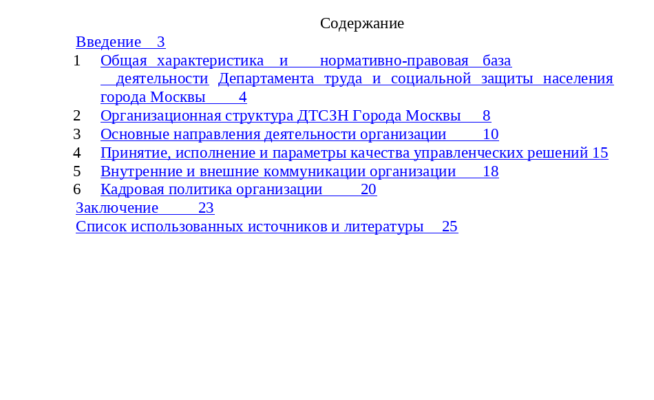 Содержание
Введение 3
1 Общая характеристика и нормативно-правовая база
деятельности Департамента труда и социальной защиты населения
города Москвы 4
2 Организационная структура ДТСЗН Города Москвы 8
3 Основные направления деятельности организации 10
4 Принятие, исполнение и параметры качества управленческих решений 15
5 Внутренние и внешние коммуникации организации 18
6 Кадровая политика организации 20
Заключение 23
Список использованных источников и литературы 25